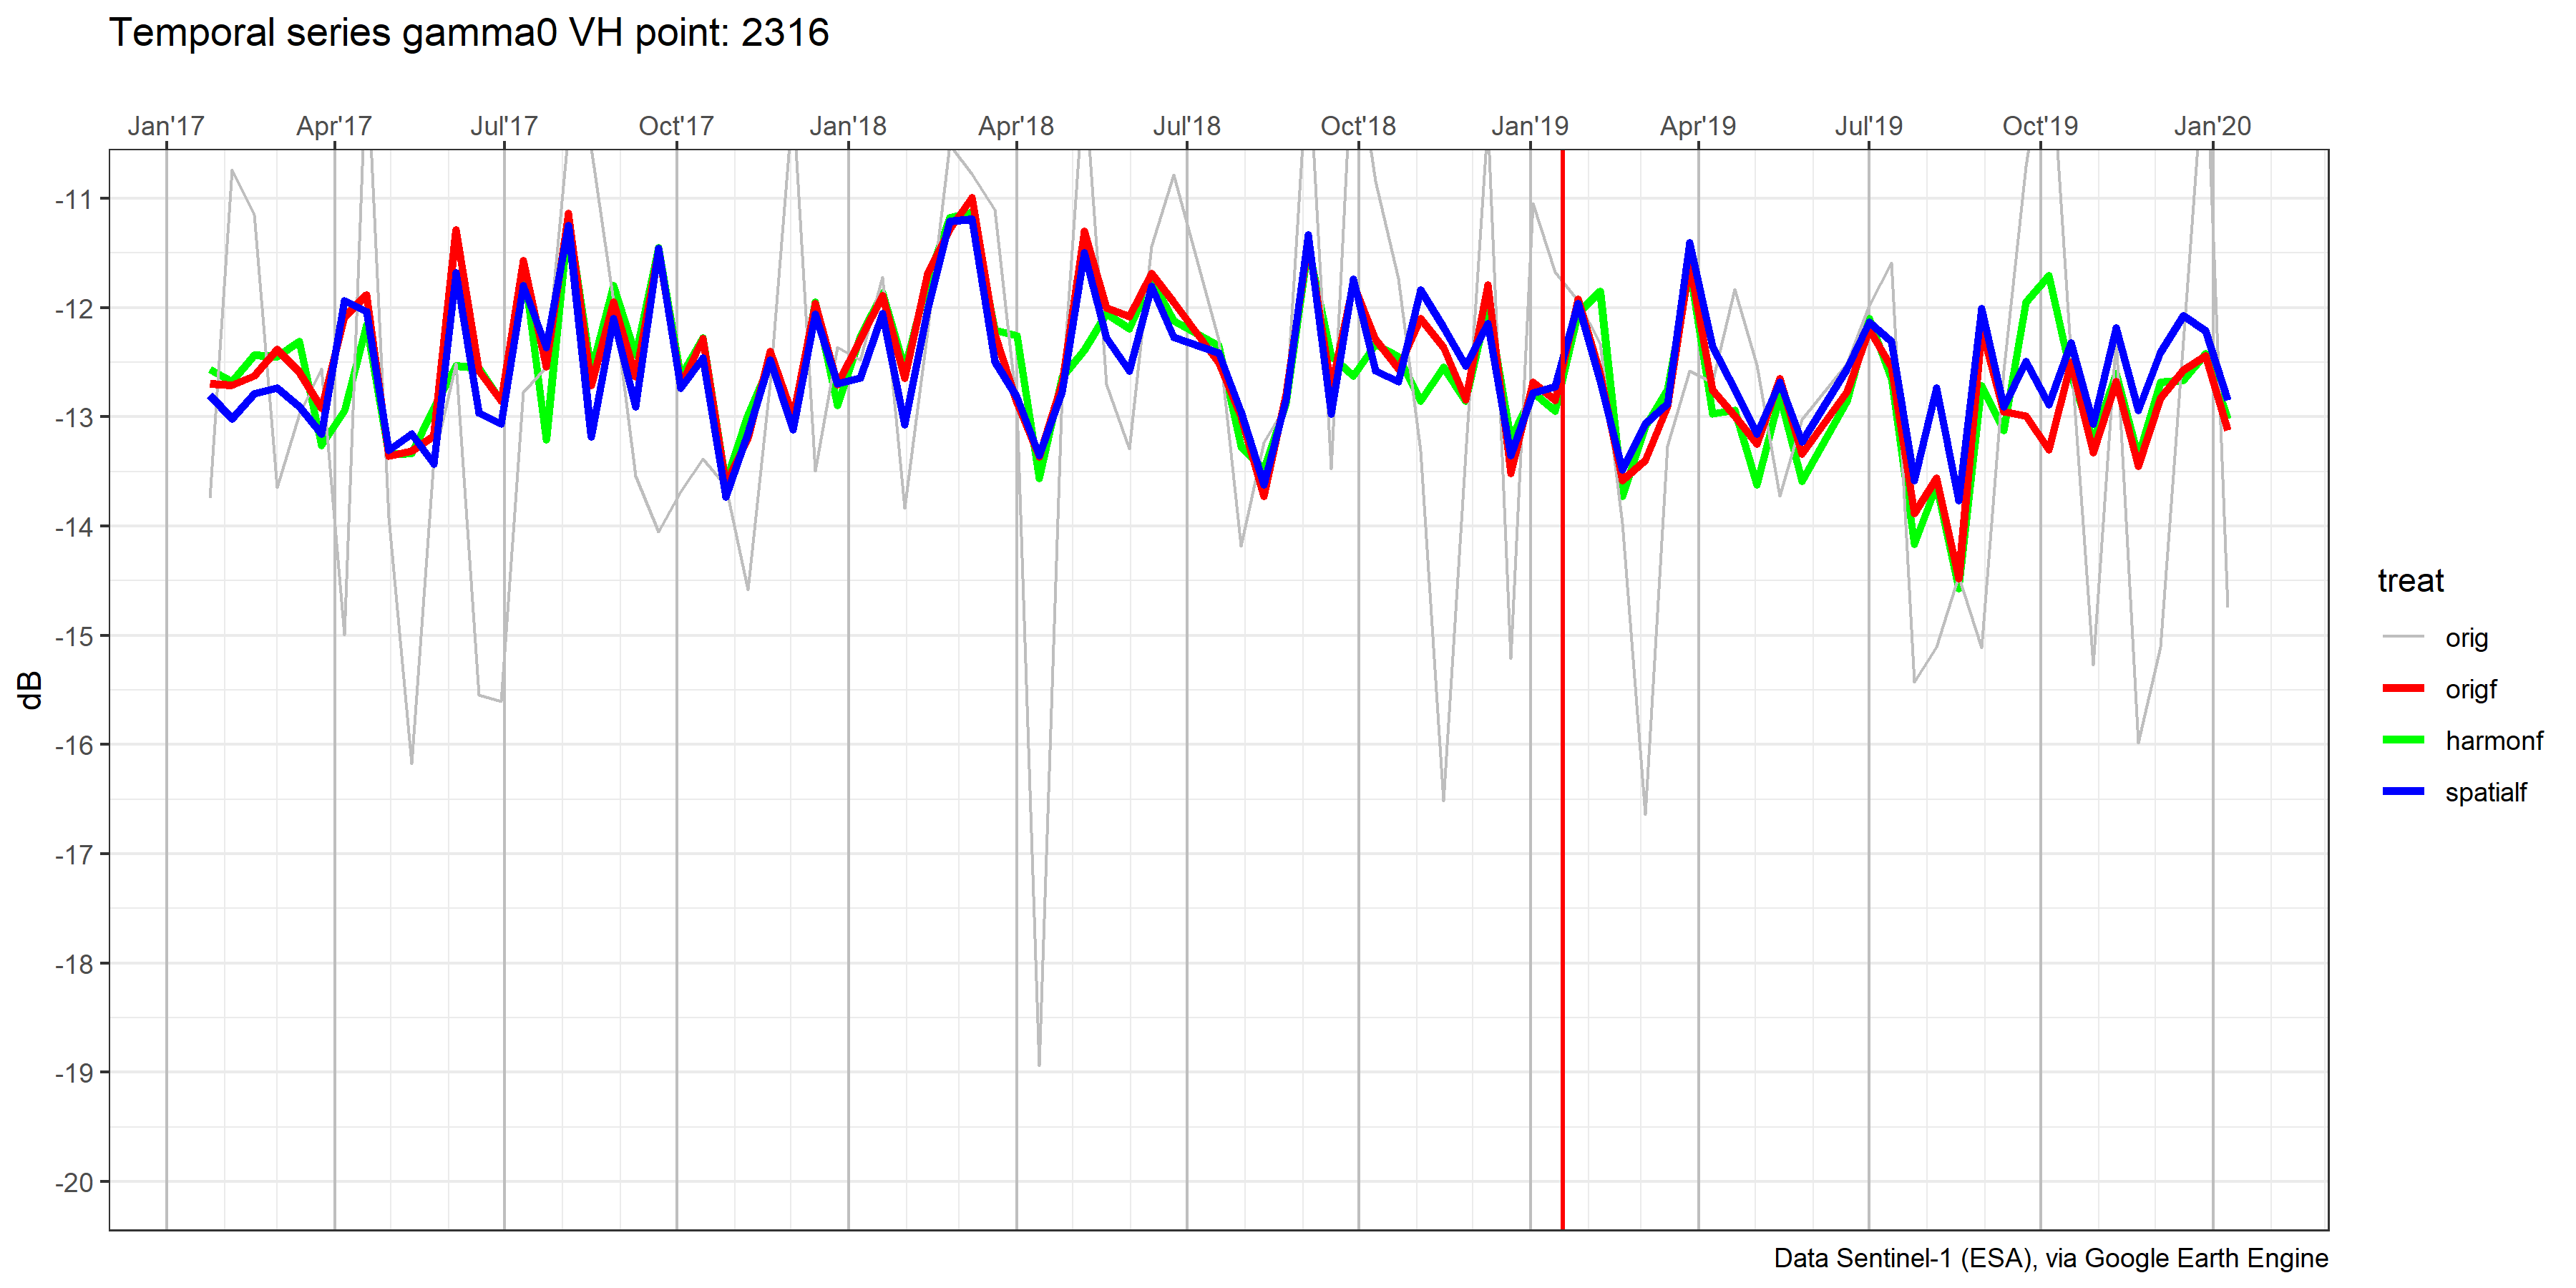 Temporal series gamma0 VH point: 2316
Jan'17 Apr'17 Jul'17 Oct'17 Jan'18 Apr'18 Jul'18 Oct'18 Jan'19 Apr'19 Jul'19 Oct'19 Jan'20
-11
-12
-13
-14
-15
-16
-17
-18
-19
-20
dB
treat
orig
origf
harmonf
spatialf
Data Sentinel-1 (ESA), via Google Earth Engine